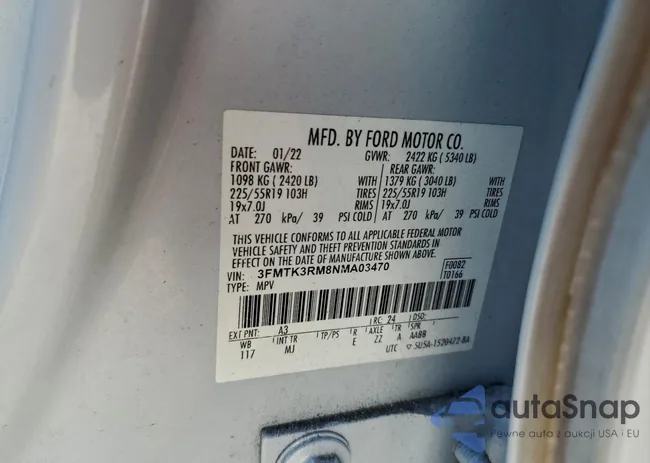 MFD. BY FORD MOTOR CO.
DATE: 01/22 GVWR: 2422 KG ( 5340 LB)
FRONT GAWR: REAR GAWR:
1098 KG ( 2420 LB) WITH 1379 KG ( 3040 LB) WITH
225/55R19 103H TIRES 225/55R19 103H TIRES
19x7.0J RIMS 19x7.0J RIMS
AT 270 kPa/ 39 PSI COLD AT 270 kPa/ 39 PSI COLD
THIS VEHICLE CONFORMS TO ALL APPLICABLE FEDERAL MOTOR
VEHICLE SAFETY AND THEFT PREVENTION STANDARDS IN
EFFECT ON THE DATE OF MANUFACTURE SHOWN ABOVE.
VIN: 3FMTK3RM8NMA03470 F0082
TYPE: MPV T0166
RC: 24 DSO:
EXT PNT: A3
WB INT TR TP/PS R AXLE TR SPR
117 MJ E ZZ A AABB
UTC 5U5A-1520472-BA
autoSnap
Pewne auto z aukcji USA i EU